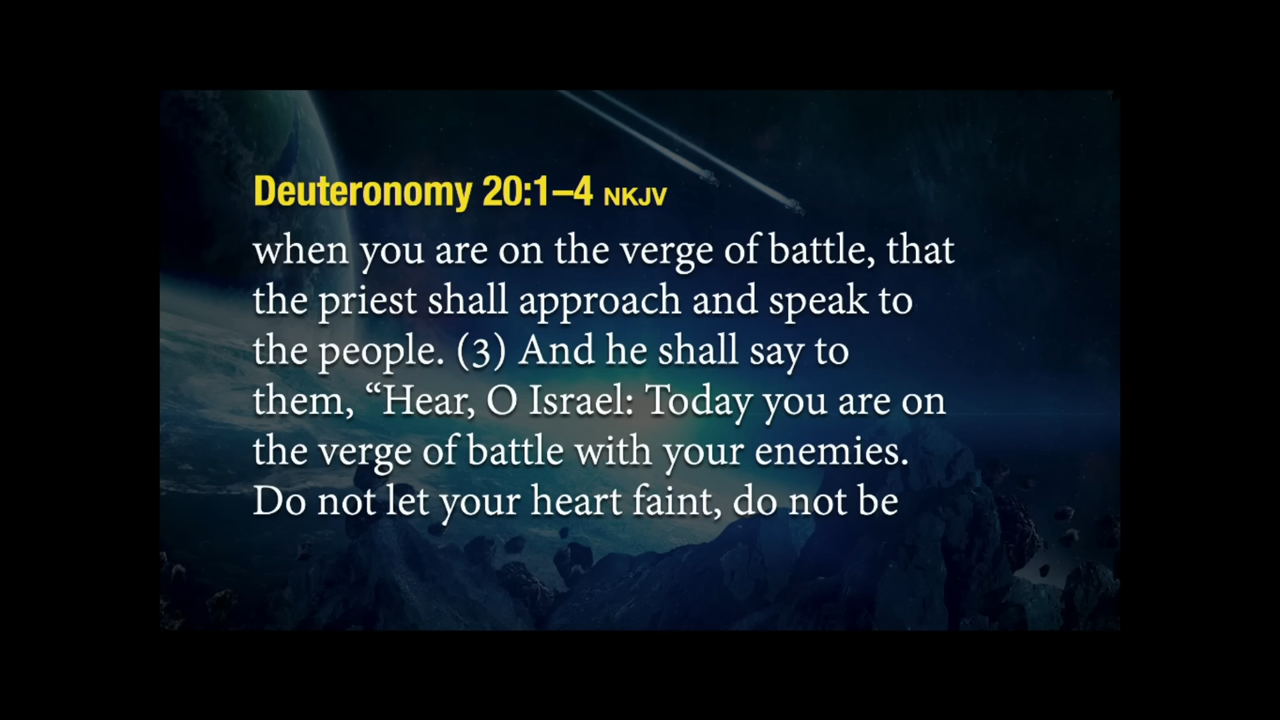 Deuteronomy 20:1–4 NKJV
when you are on the verge of battle, that
the priest shall approach and speak to
the people. (3) And he shall say to
them, “Hear, O Israel: Today you are on
the verge of battle with your enemies.
Do not let your heart faint, do not be